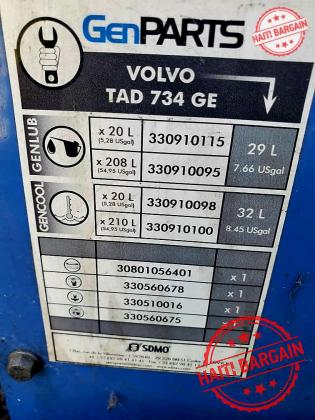 GenPARTS
HAITI BARGAIN
VOLVO
TAD 734 GE
GENLUB
x 20 L 330910115 29 L
(5,28 USgal) 7.66 USgal
x 208 L 330910095
(54,95 USgal)
GENCOOL
x 20 L 330910098 32 L
(5,28 USgal) 8.45 USgal
x 210 L 330910100
(54,95 USgal)
30801056401 x 1
330560678 x 1
330510016 x 1
330560675 x 1
SDMO
HAITI BARGAIN